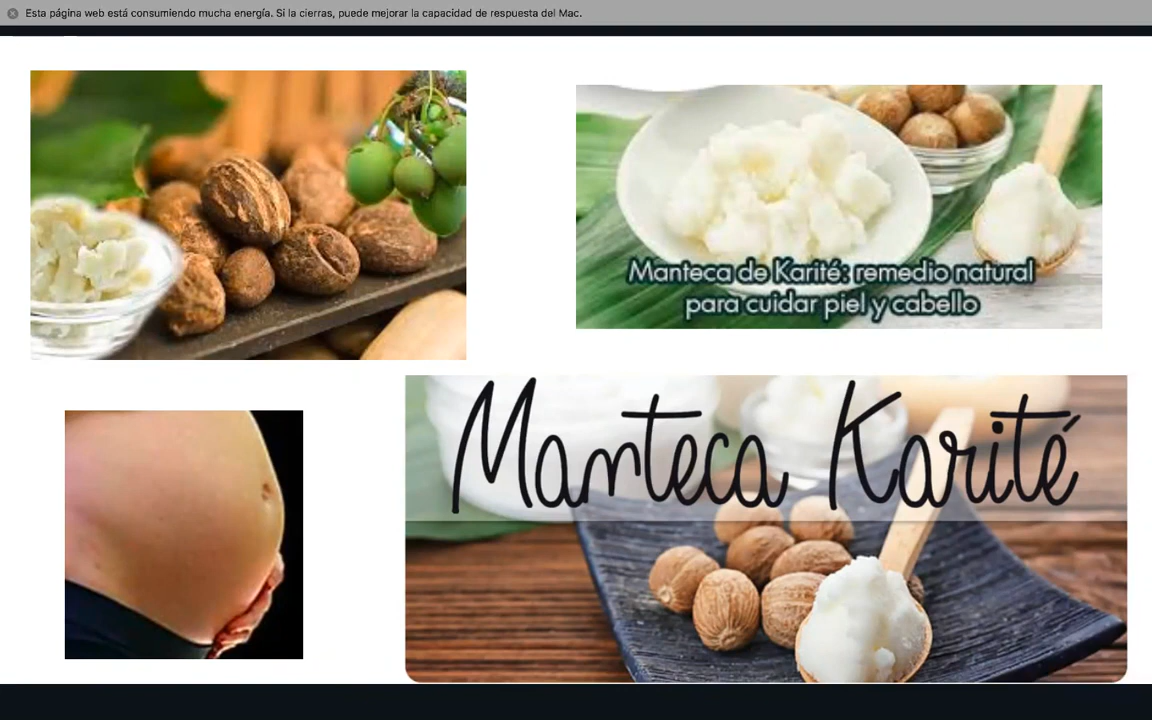 Esta página web está consumiendo mucha energía. Si la cierras, puede mejorar la capacidad de respuesta del Mac.
Manteca de Karité: remedio natural
para cuidar piel y cabello
Manteca Karité